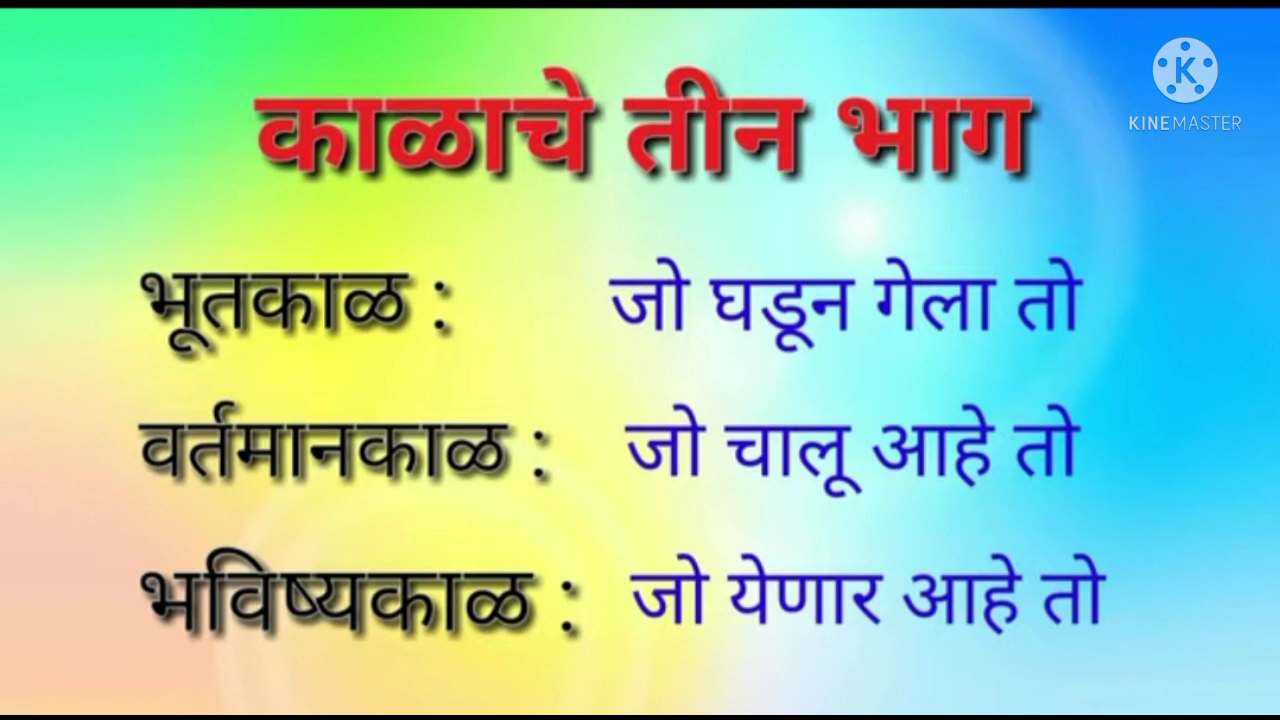 काळाचे तीन भाग
KINEMASTER
भूतकाळ : जो घडून गेला तो
वर्तमानकाळ : जो चालू आहे तो
भविष्यकाळ : जो येणार आहे तो